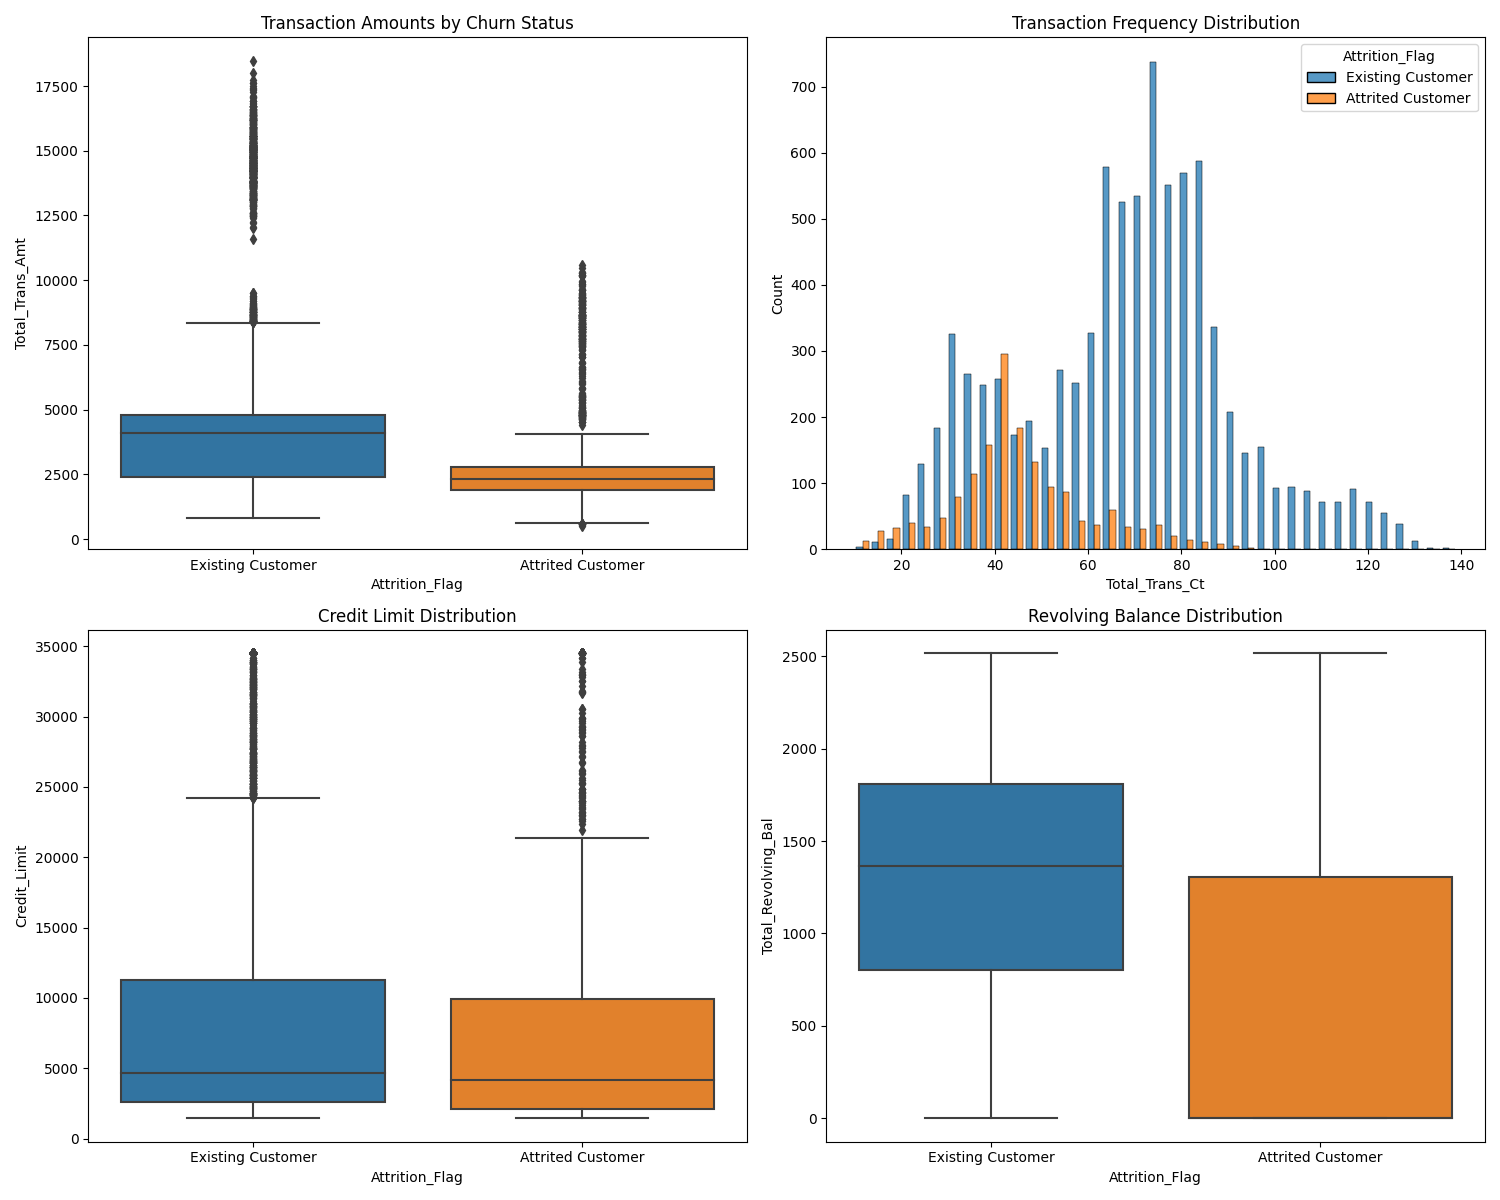 Transaction Amounts by Churn Status
17500
15000
12500
10000
7500
5000
2500
0
Total_Trans_Amt
Existing Customer
Attrited Customer
Attrition_Flag
Transaction Frequency Distribution
Attrition_Flag
Existing Customer
Attrited Customer
700
600
500
400
300
200
100
0
Count
20 40 60 80 100 120 140
Total_Trans_Ct
Credit Limit Distribution
35000
30000
25000
20000
15000
10000
5000
0
Credit_Limit
Existing Customer
Attrited Customer
Attrition_Flag
Revolving Balance Distribution
2500
2000
1500
1000
500
0
Total_Revolving_Bal
Existing Customer
Attrited Customer
Attrition_Flag